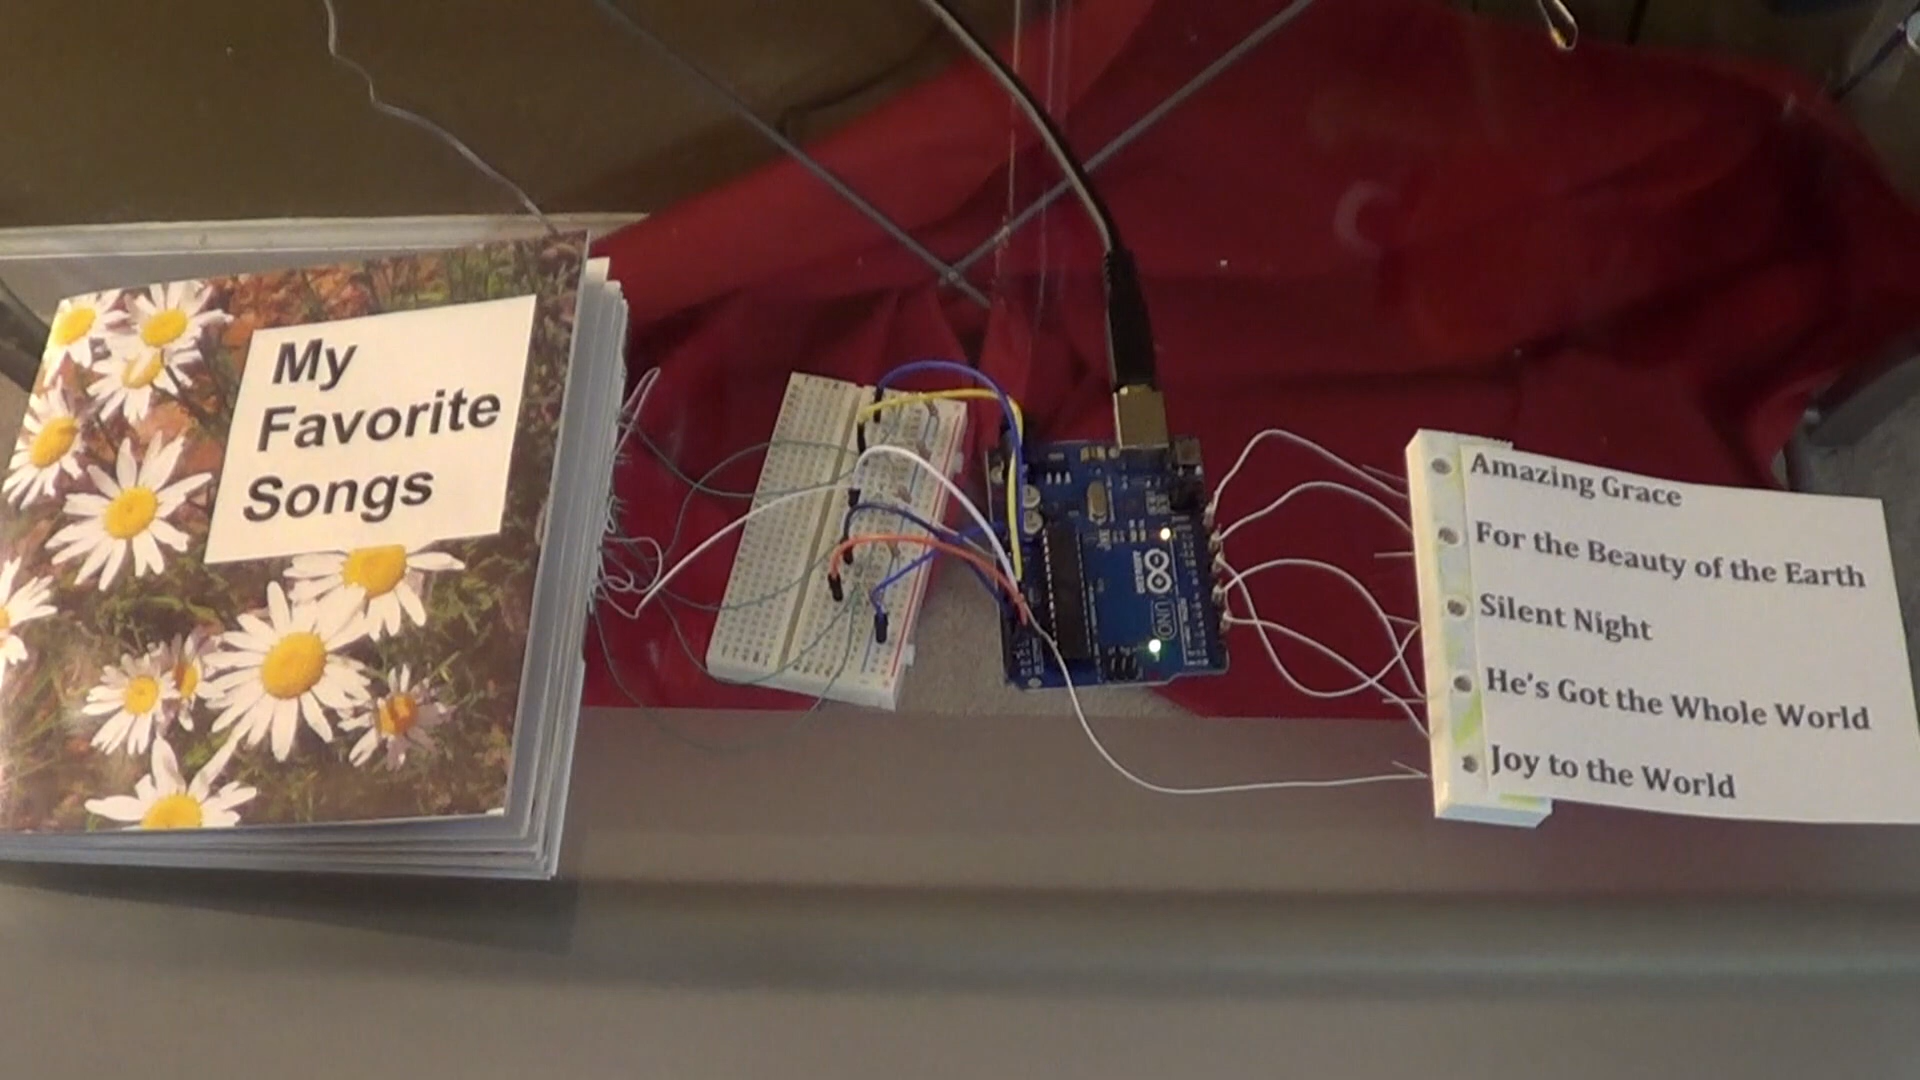 My
Favorite
Songs
UNO
Amazing Grace
For the Beauty of the Earth
Silent Night
He's Got the Whole World
Joy to the World